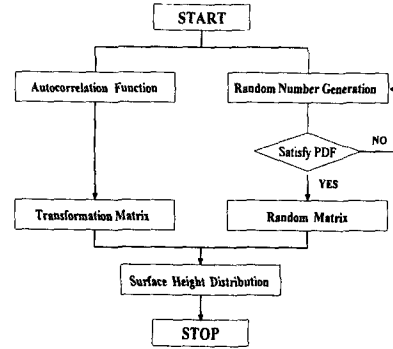 START
Autocorrelation Function
Random Number Generation
Satisfy PDF
NO
YES
Transformation Matrix
Random Matrix
Surface Height Distribution
STOP